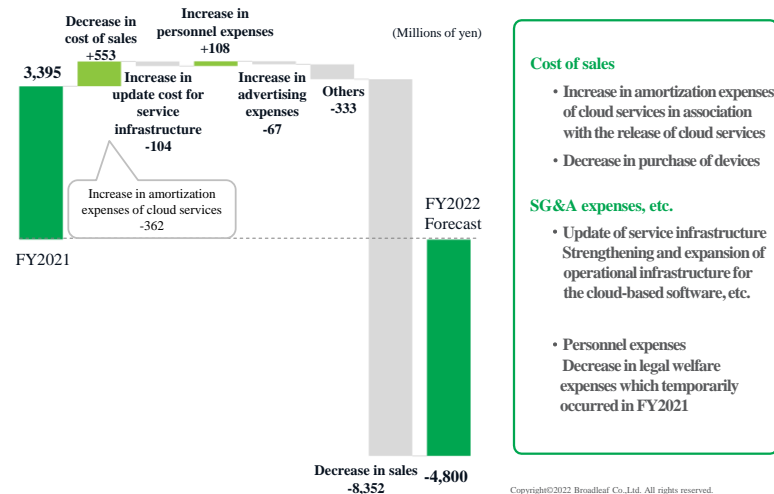 (Millions of yen)
3,395
Decrease in
cost of sales
+553
Increase in
update cost for
service
infrastructure
-104
Increase in
personnel expenses
+108
Increase in
advertising
expenses
-67
Others
-333
Increase in amortization
expenses of cloud services
-362
FY2021
FY2022
Forecast
Decrease in sales
-8,352
-4,800
Cost of sales
・Increase in amortization expenses
of cloud services in association
with the release of cloud services
・Decrease in purchase of devices
SG&A expenses, etc.
・Update of service infrastructure
Strengthening and expansion of
operational infrastructure for
the cloud-based software, etc.
・Personnel expenses
Decrease in legal welfare
expenses which temporarily
occurred in FY2021
Copyright©2022 Broadleaf Co.,Ltd. All rights reserved.